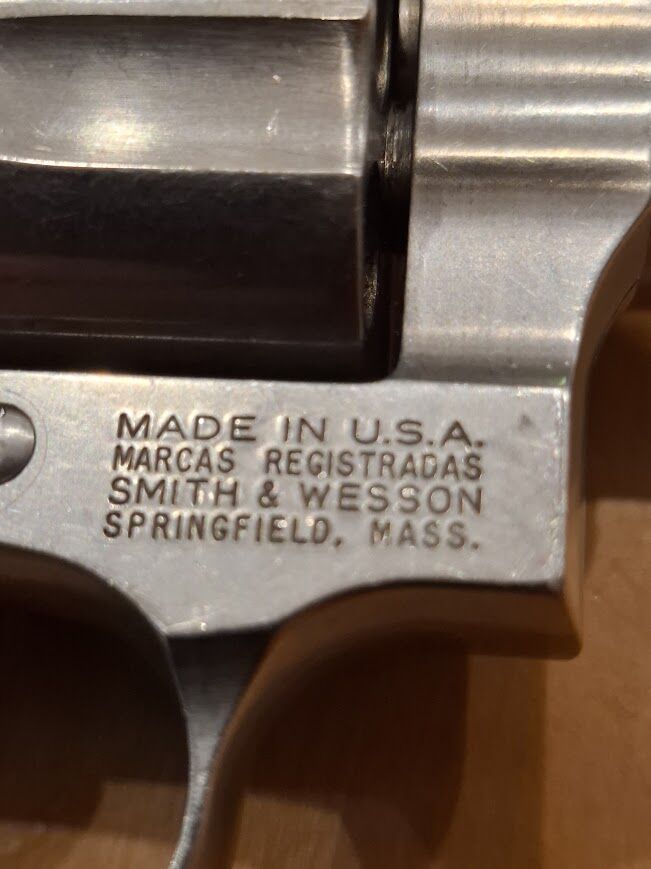 MADE IN U.S.A.
MARCAS REGISTRADAS
SMITH & WESSON
SPRINGFIELD, MASS.